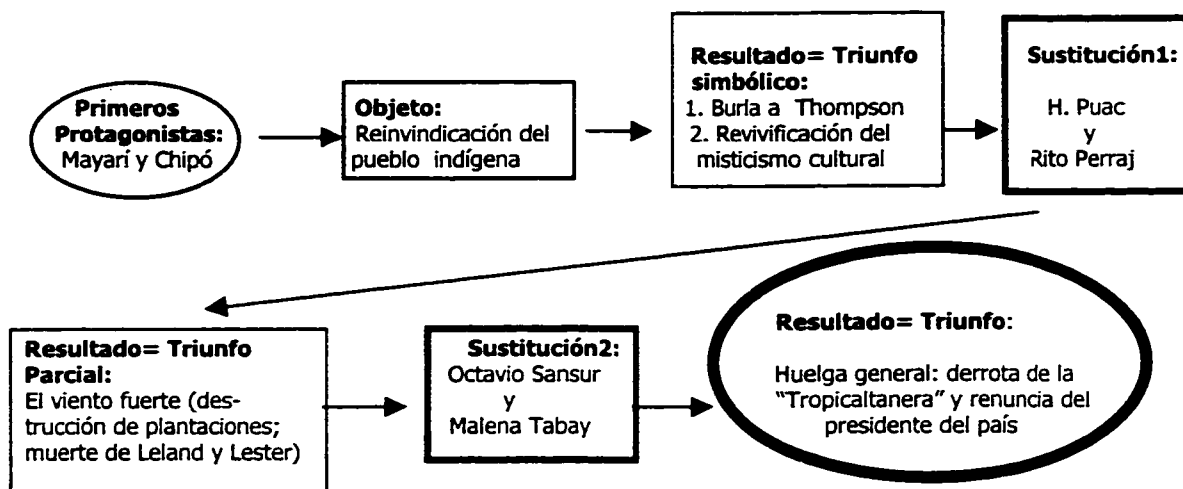 Primeros
Protagonistas:
Mayarí y Chipó
Objeto:
Reinvindicación del
pueblo indígena
Resultado= Triunfo
simbólico:
1. Burla a Thompson
2. Revivificación del
misticismo cultural
Sustitución1:
H. Puac
y
Rito Perraj
Resultado= Triunfo
Parcial:
El viento fuerte (des-
trucción de plantaciones;
muerte de Leland y Lester)
Sustitución2:
Octavio Sansur
y
Malena Tabay
Resultado= Triunfo:
Huelga general: derrota de la
“Tropicaltanera” y renuncia del
presidente del país